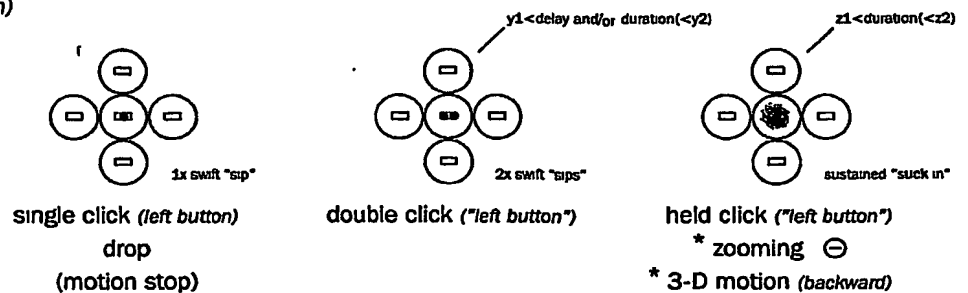 y1<delay and/or duration(<y2)
z1<duration(<z2)
1x swift "sip"
2x swift "sips"
sustained "suck in"
single click (left button)
double click ("left button")
held click ("left button")
drop
* zooming ⊖
(motion stop)
* 3-D motion (backward)